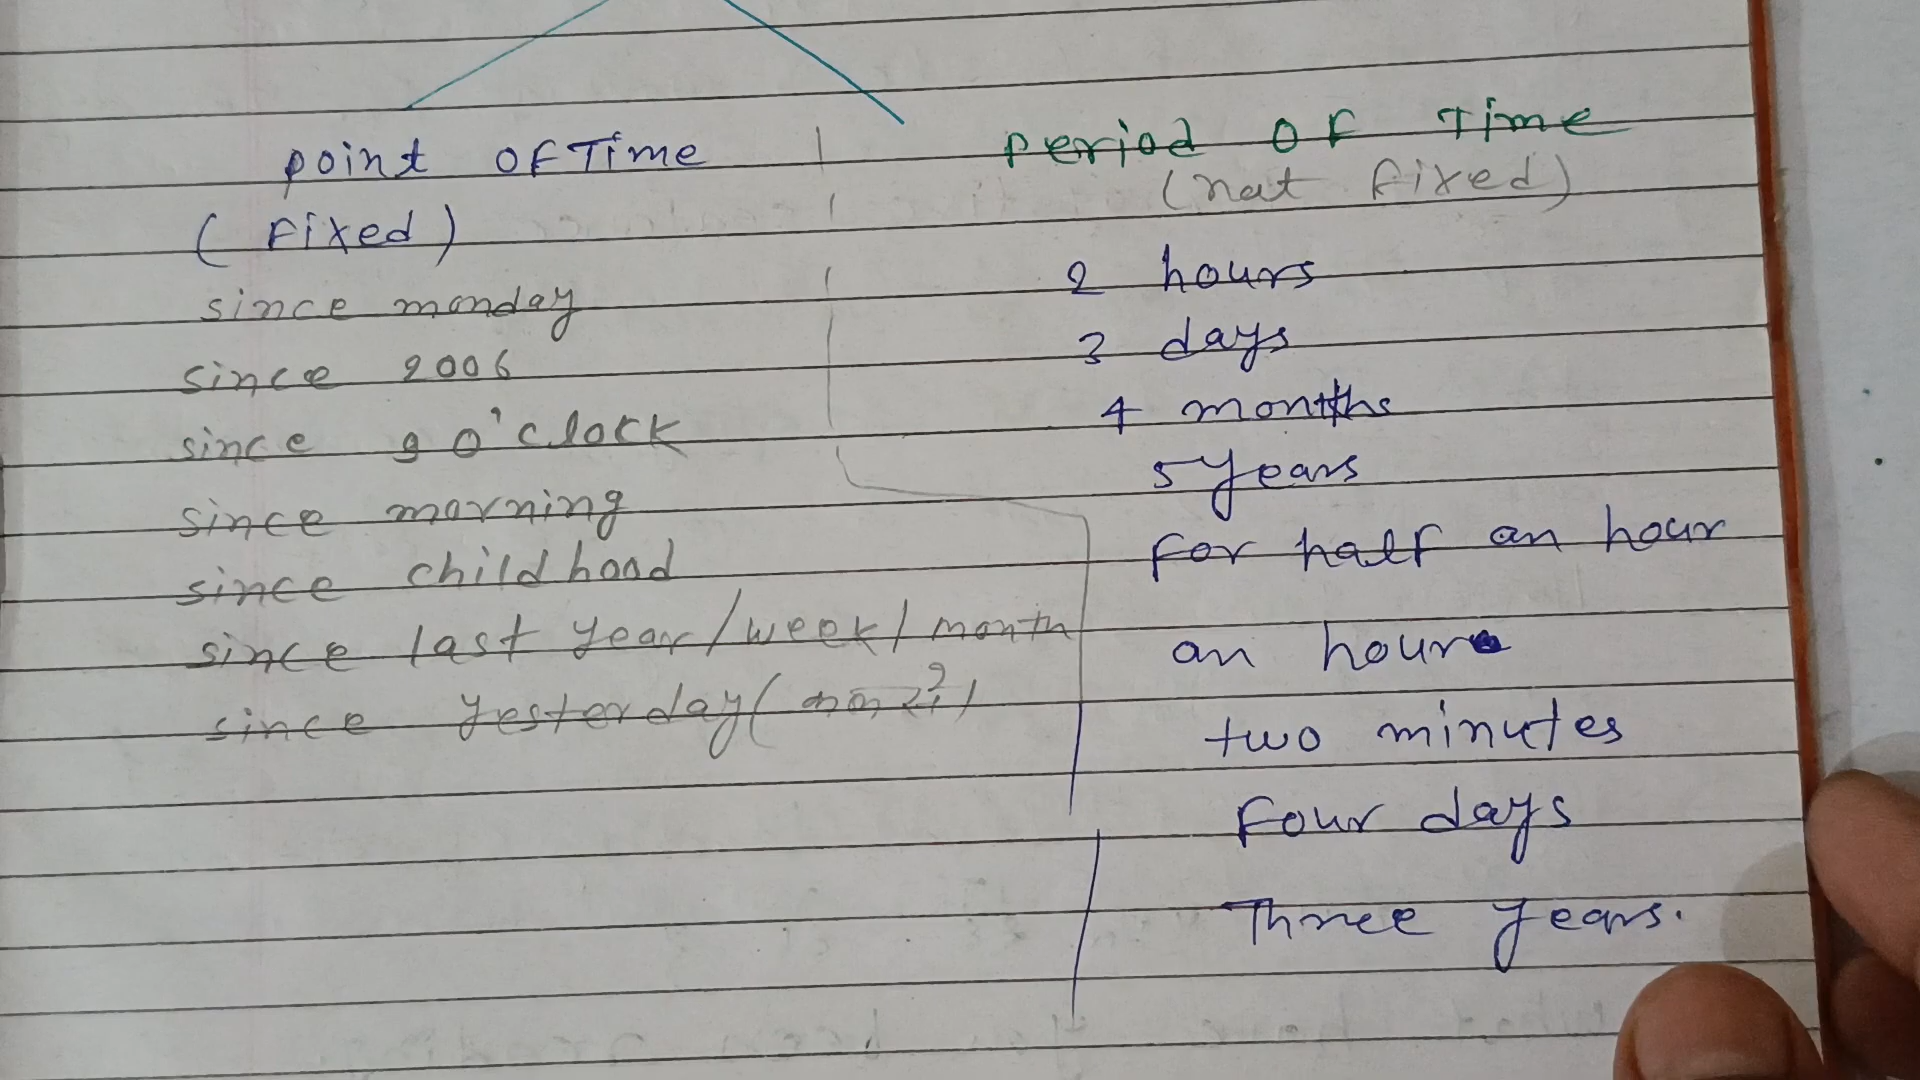 point OF Time
(Fixed)
since monday
since 2006
since 9 o'clock
since morning
since childhood
since last year/week/month
since yesterday(
period OF Time
(not fixed)
2 hours
3 days
4 months
5 years
for half an hour
an hour
two minutes
Four days
Three years.